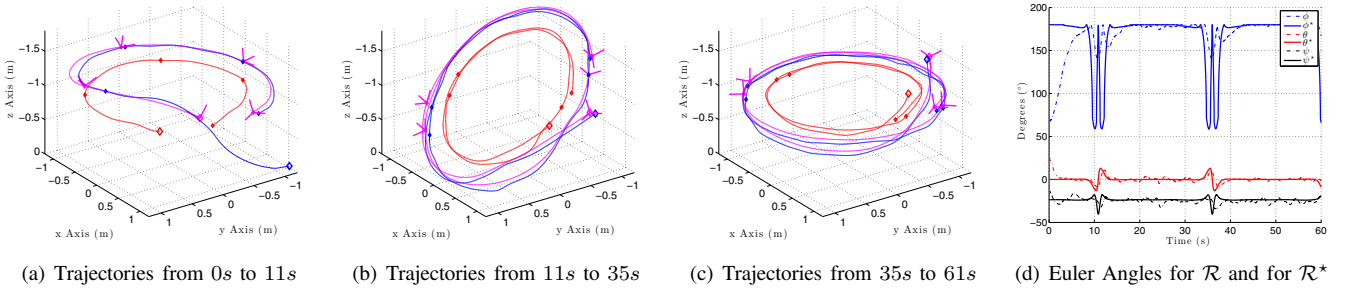 −1.5
−1
−0.5
0
z Axis (m)
−1
−0.5
0
0.5
1
x Axis (m)
1
0.5
0
−0.5
−1
y Axis (m)
(a) Trajectories from 0s to 11s
−1.5
−1
−0.5
0
z Axis (m)
−1
−0.5
0
0.5
1
x Axis (m)
1
0.5
0
−0.5
−1
y Axis (m)
(b) Trajectories from 11s to 35s
−1.5
−1
−0.5
0
z Axis (m)
−1
−0.5
0
0.5
1
x Axis (m)
1
0.5
0
−0.5
−1
y Axis (m)
(c) Trajectories from 35s to 61s
200
150
100
50
0
−50
Degrees (°)
0 10 20 30 40 50 60
Time (s)
ϕ
ϕ⋆
θ
θ⋆
ψ
ψ⋆
(d) Euler Angles for ℛ and for ℛ⋆